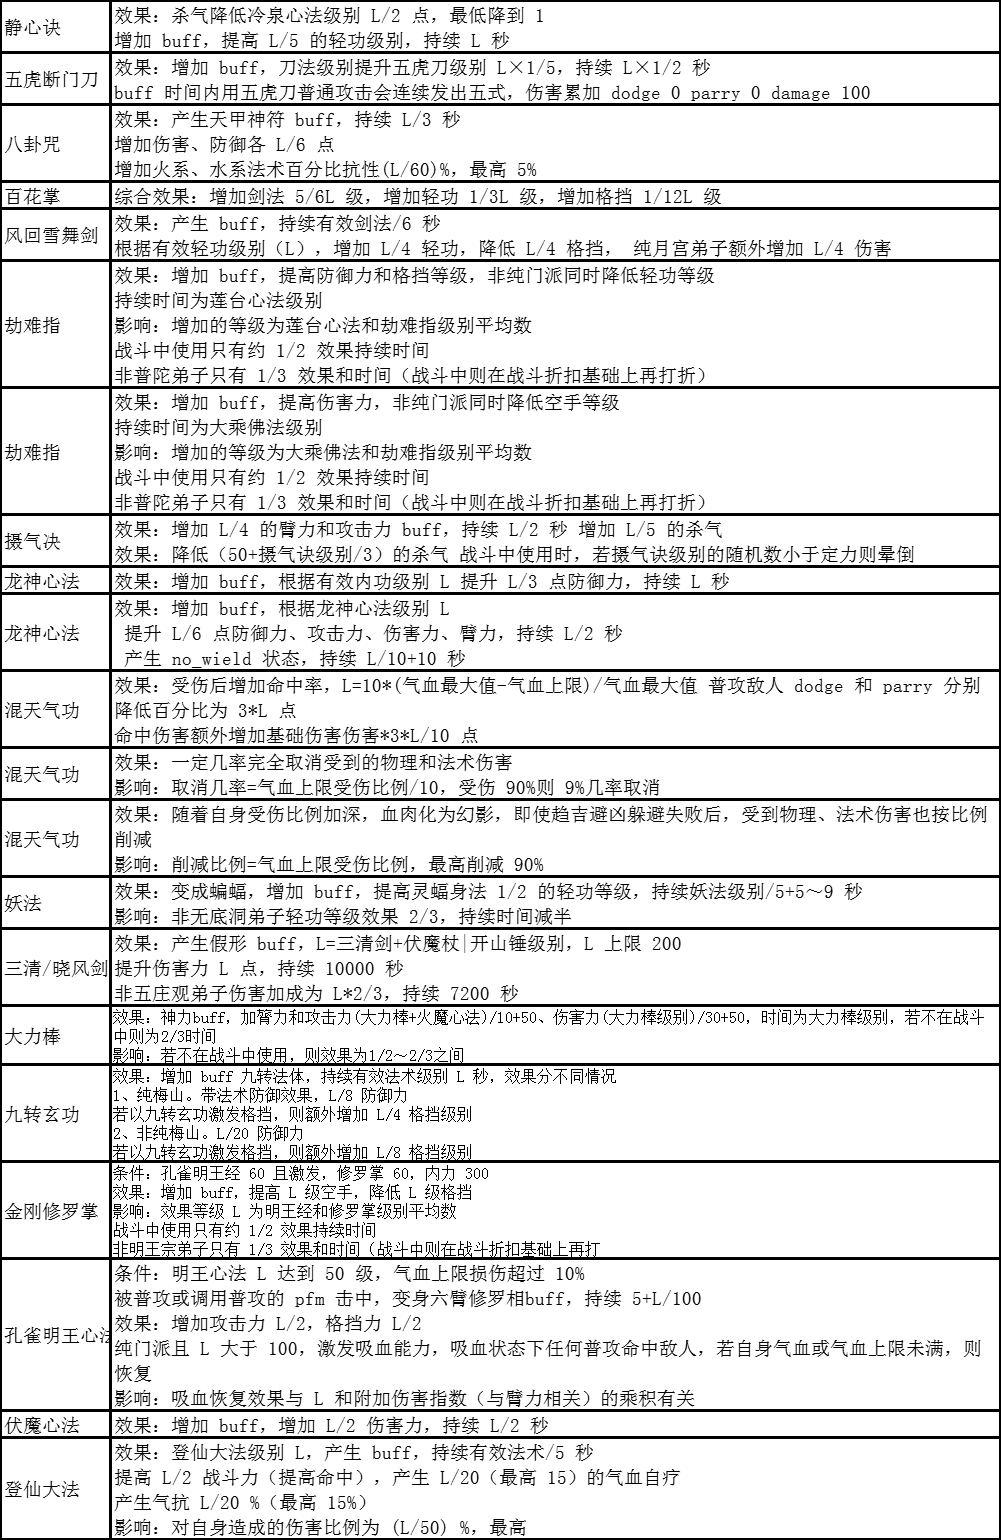 静心诀
效果：杀气降低冷泉心法级别 L/2 点，最低降到 1
增加 buff，提高 L/5 的轻功级别，持续 L 秒
五虎断门刀
效果：增加 buff，刀法级别提升五虎刀级别 L×1/5，持续 L×1/2 秒
buff 时间内用五虎刀普通攻击会连续发出五式，伤害累加 dodge 0 parry 0 damage 100
八卦咒
效果：产生天甲神符 buff，持续 L/3 秒
增加伤害、防御各 L/6 点
增加火系、水系法术百分比抗性(L/60)%，最高 5%
百花掌
综合效果：增加剑法 5/6L 级，增加轻功 1/3L 级，增加格挡 1/12L 级
风回雪舞剑
效果：产生 buff，持续有效剑法/6 秒
根据有效轻功级别（L），增加 L/4 轻功，降低 L/4 格挡， 纯月宫弟子额外增加 L/4 伤害
劫难指
效果：增加 buff，提高防御力和格挡等级，非纯门派同时降低轻功等级
持续时间为莲台心法级别
影响：增加的等级为莲台心法和劫难指级别平均数
战斗中使用只有约 1/2 效果持续时间
非普陀弟子只有 1/3 效果和时间（战斗中则在战斗折扣基础上再打折）
劫难指
效果：增加 buff，提高伤害力，非纯门派同时降低空手等级
持续时间为大乘佛法级别
影响：增加的等级为大乘佛法和劫难指级别平均数
战斗中使用只有约 1/2 效果持续时间
非普陀弟子只有 1/3 效果和时间（战斗中则在战斗折扣基础上再打折）
摄气决
效果：增加 L/4 的臂力和攻击力 buff，持续 L/2 秒 增加 L/5 的杀气
效果：降低（50+摄气诀级别/3）的杀气 战斗中使用时，若摄气诀级别的随机数小于定力则晕倒
龙神心法
效果：增加 buff，根据有效内功级别 L 提升 L/3 点防御力，持续 L 秒
龙神心法
效果：增加 buff，根据龙神心法级别 L
提升 L/6 点防御力、攻击力、伤害力、臂力，持续 L/2 秒
产生 no_wield 状态，持续 L/10+10 秒
混天气功
效果：受伤后增加命中率，L=10*(气血最大值-气血上限)/气血最大值 普攻敌人 dodge 和 parry 分别
降低百分比为 3*L 点
命中伤害额外增加基础伤害伤害*3*L/10 点
混天气功
效果：一定几率完全取消受到的物理和法术伤害
影响：取消几率=气血上限受伤比例/10，受伤 90%则 9%几率取消
混天气功
效果：随着自身受伤比例加深，血肉化为幻影，即使趋吉避凶躲避失败后，受到物理、法术伤害也按比例
削减
影响：削减比例=气血上限受伤比例，最高削减 90%
妖法
效果：变成蝙蝠，增加 buff，提高灵蝠身法 1/2 的轻功等级，持续妖法级别/5+5～9 秒
影响：非无底洞弟子轻功等级效果 2/3，持续时间减半
三清/晓风剑
效果：产生假形 buff，L=三清剑+伏魔杖|开山锤级别，L 上限 200
提升伤害力 L 点，持续 10000 秒
非五庄观弟子伤害加成为 L*2/3，持续 7200 秒
大力棒
效果：神力buff，加臂力和攻击力(大力棒+火魔心法)/10+50、伤害力(大力棒级别)/30+50，时间为大力棒级别，若不在战斗
中则为2/3时间
影响：若不在战斗中使用，则效果为1/2～2/3之间
九转玄功
效果：增加 buff 九转法体，持续有效法术级别 L 秒，效果分不同情况
1、纯梅山。带法术防御效果，L/8 防御力
若以九转玄功激发格挡，则额外增加 L/4 格挡级别
2、非纯梅山。L/20 防御力
若以九转玄功激发格挡，则额外增加 L/8 格挡级别
金刚修罗掌
条件：孔雀明王经 60 且激发，修罗掌 60，内力 300
效果：增加 buff，提高 L 级空手，降低 L 级格挡
影响：效果等级 L 为明王经和修罗掌级别平均数
战斗中使用只有约 1/2 效果持续时间
非明王宗弟子只有 1/3 效果和时间（战斗中则在战斗折扣基础上再打
孔雀明王心法
条件：明王心法 L 达到 50 级，气血上限损伤超过 10%
被普攻或调用普攻的 pfm 击中，变身六臂修罗相buff，持续 5+L/100
效果：增加攻击力 L/2，格挡力 L/2
纯门派且 L 大于 100，激发吸血能力，吸血状态下任何普攻命中敌人，若自身气血或气血上限未满，则
恢复
影响：吸血恢复效果与 L 和附加伤害指数（与臂力相关）的乘积有关
伏魔心法
效果：增加 buff，增加 L/2 伤害力，持续 L/2 秒
登仙大法
效果：登仙大法级别 L，产生 buff，持续有效法术/5 秒
提高 L/2 战斗力（提高命中），产生 L/20（最高 15）的气血自疗
产生气抗 L/20 %（最高 15%）
影响：对自身造成的伤害比例为 (L/50) %，最高